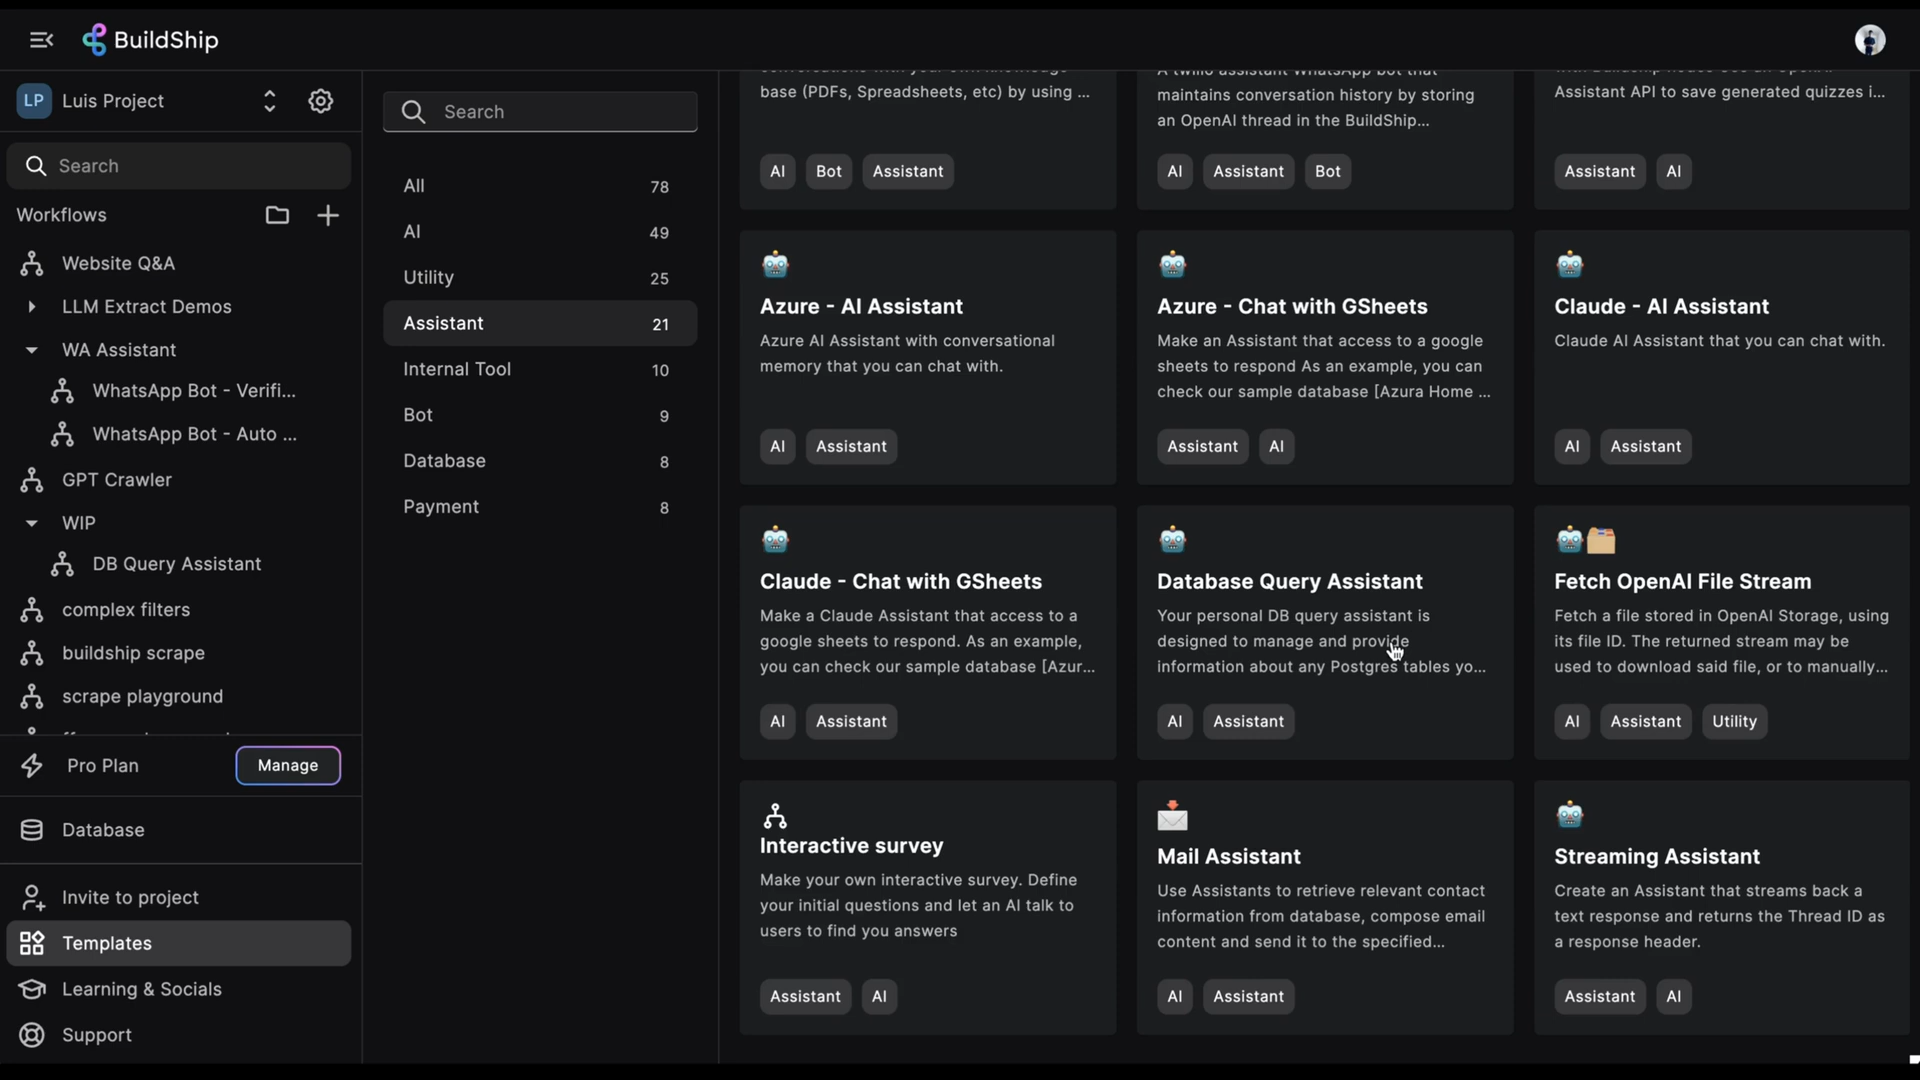 BuildShip
LP
Luis Project
Search
Workflows
Website Q&A
LLM Extract Demos
WA Assistant
WhatsApp Bot - Verifi...
WhatsApp Bot - Auto ...
GPT Crawler
WIP
DB Query Assistant
complex filters
buildship scrape
scrape playground
Pro Plan
Manage
Database
Invite to project
Templates
Learning & Socials
Support
Search
All 78
AI 49
Utility 25
Assistant 21
Internal Tool 10
Bot 9
Database 8
Payment 8
conversations with your own knowledge
base (PDFs, Spreadsheets, etc) by using ...
AI Bot Assistant
A twilio assistant WhatsApp bot that
maintains conversation history by storing
an OpenAI thread in the BuildShip...
AI Assistant Bot
Assistant API to save generated quizzes i...
Assistant AI
Azure - AI Assistant
Azure AI Assistant with conversational
memory that you can chat with.
AI Assistant
Azure - Chat with GSheets
Make an Assistant that access to a google
sheets to respond As an example, you can
check our sample database [Azura Home ...
Assistant AI
Claude - AI Assistant
Claude AI Assistant that you can chat with.
AI Assistant
Claude - Chat with GSheets
Make a Claude Assistant that access to a
google sheets to respond. As an example,
you can check our sample database [Azur...
AI Assistant
Database Query Assistant
Your personal DB query assistant is
designed to manage and provide
information about any Postgres tables yo...
AI Assistant
Fetch OpenAI File Stream
Fetch a file stored in OpenAI Storage, using
its file ID. The returned stream may be
used to download said file, or to manually...
AI Assistant Utility
Interactive survey
Make your own interactive survey. Define
your initial questions and let an AI talk to
users to find you answers
Assistant AI
Mail Assistant
Use Assistants to retrieve relevant contact
information from database, compose email
content and send it to the specified...
AI Assistant
Streaming Assistant
Create an Assistant that streams back a
text response and returns the Thread ID as
a response header.
Assistant AI